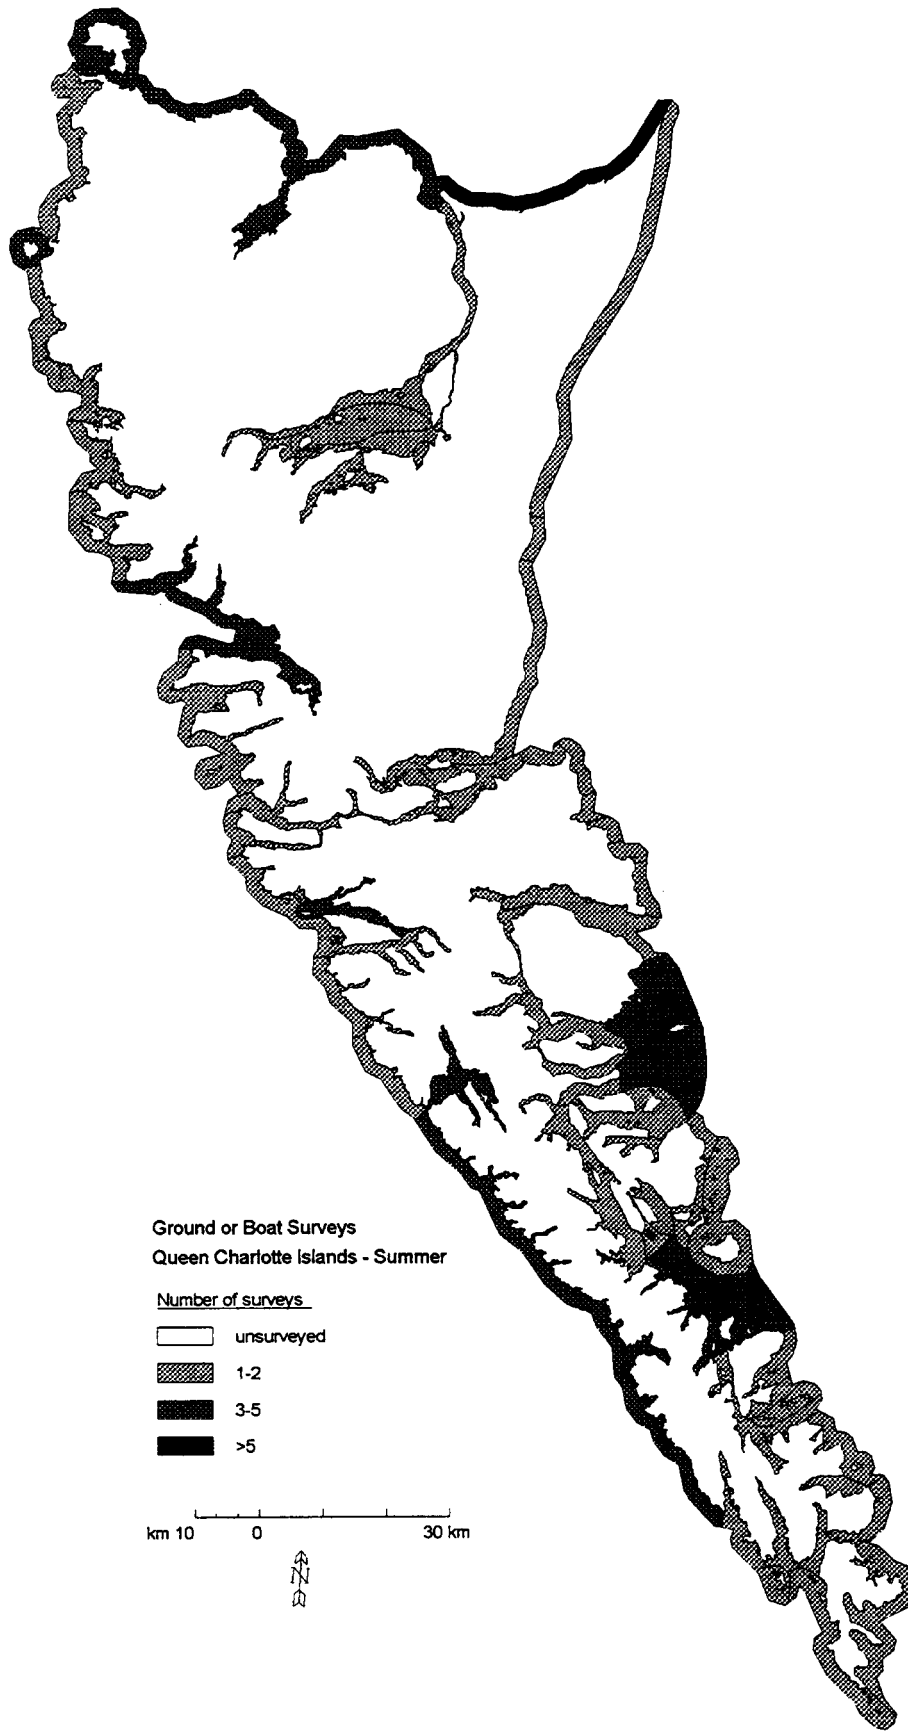 Ground or Boat Surveys
Queen Charlotte Islands - Summer
Number of surveys
unsurveyed
1-2
3-5
>5
km 10 0 30 km
N